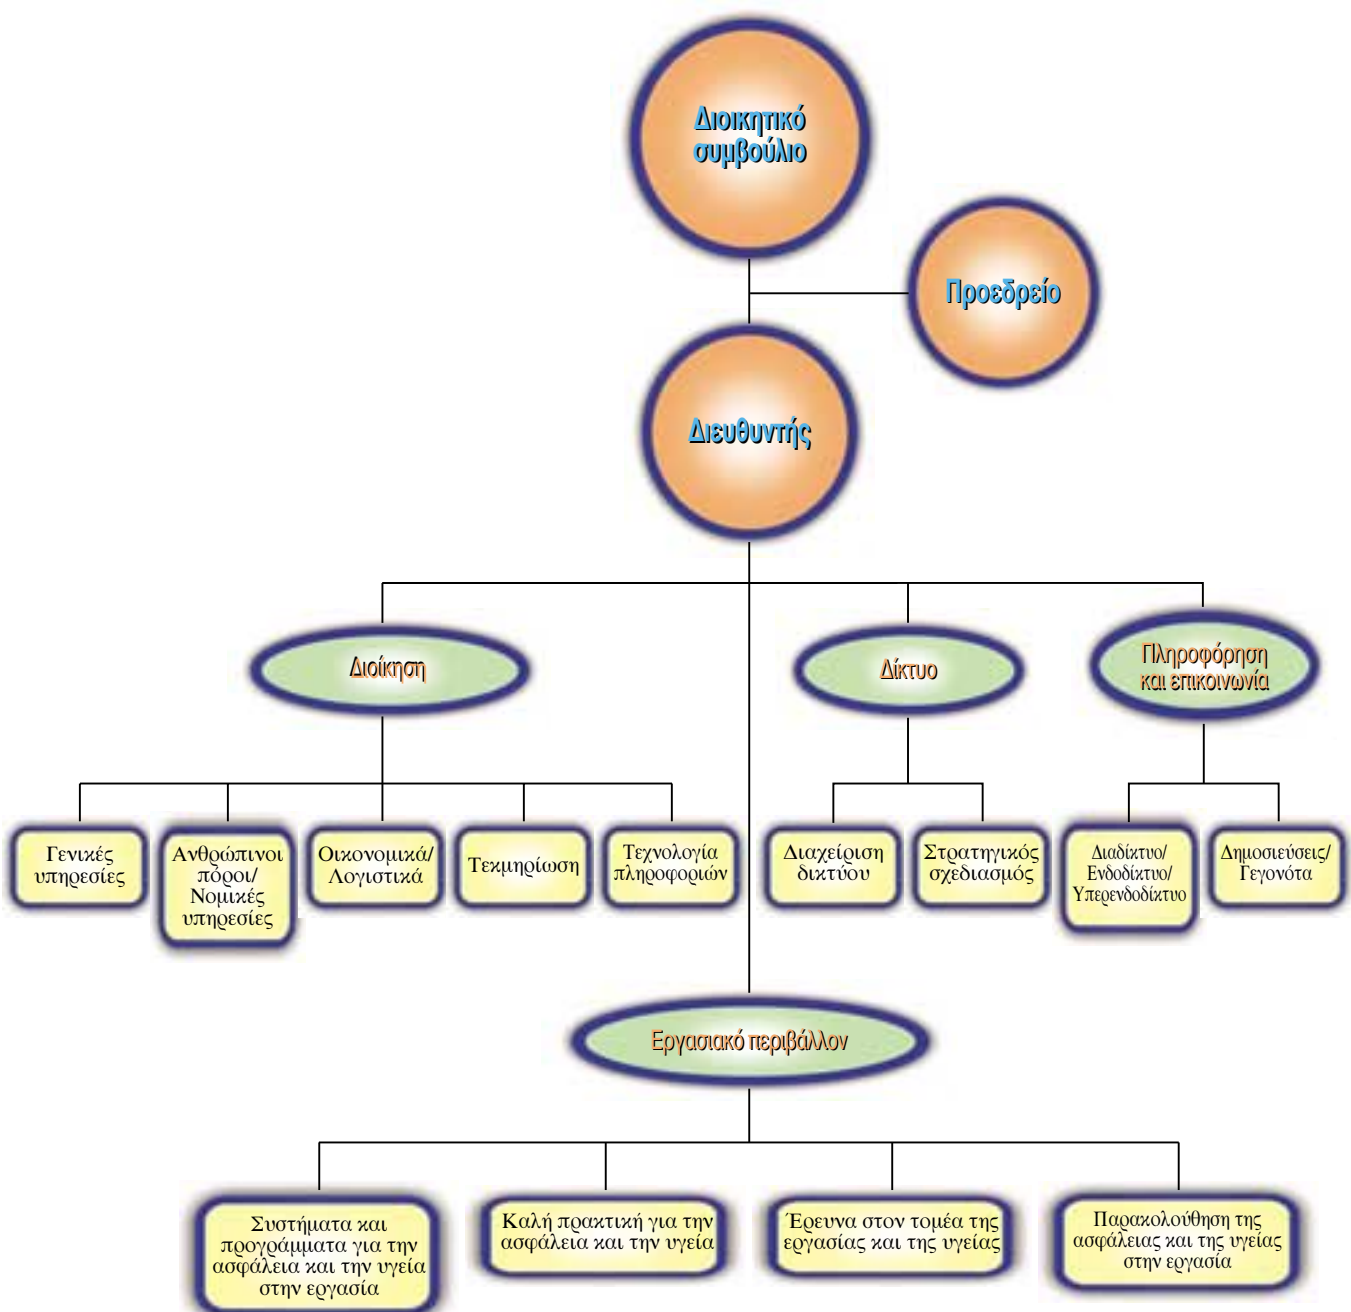 Διοικητικό
συμβούλιο
Προεδρείο
Διευθυντής
Διοίκηση
Δίκτυο
Πληροφόρηση
και επικοινωνία
Γενικές
υπηρεσίες
Ανθρώπινοι
πόροι/
Νομικές
υπηρεσίες
Οικονομικά/
Λογιστικά
Τεκμηρίωση
Τεχνολογία
πληροφοριών
Διαχείριση
δικτύου
Στρατηγικός
σχεδιασμός
Διαδίκτυο/
Ενδοδίκτυο/
Υπερενδοδίκτυο
Δημοσιεύσεις/
Γεγονότα
Εργασιακό περιβάλλον
Συστήματα και
προγράμματα για την
ασφάλεια και την υγεία
στην εργασία
Καλή πρακτική για την
ασφάλεια και την υγεία
Έρευνα στον τομέα της
εργασίας και της υγείας
Παρακολούθηση της
ασφάλειας και της υγείας
στην εργασία